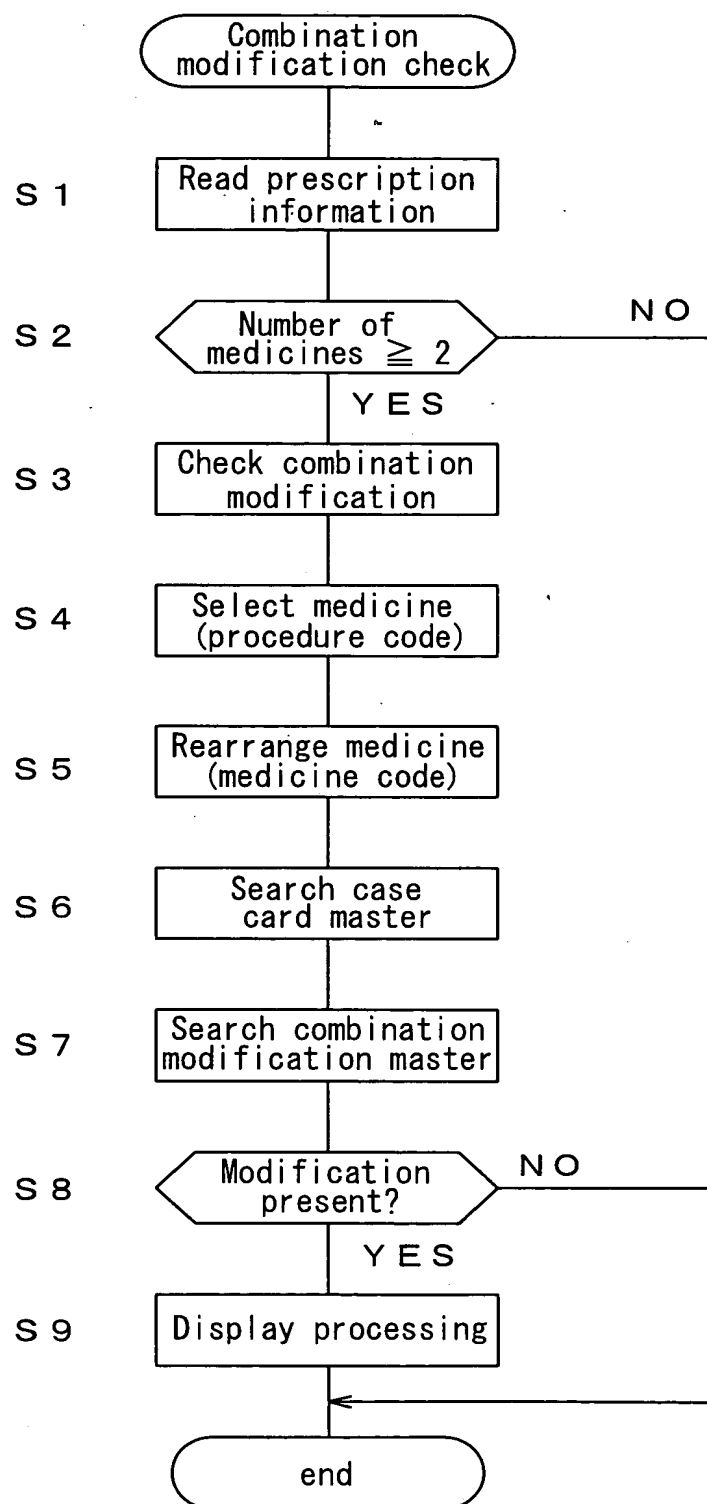 Combination
modification check
S 1
Read prescription
information
S 2
Number of
medicines ≧ 2
NO
YES
S 3
Check combination
modification
S 4
Select medicine
(procedure code)
S 5
Rearrange medicine
(medicine code)
S 6
Search case
card master
S 7
Search combination
modification master
S 8
Modification
present?
NO
YES
S 9
Display processing
end